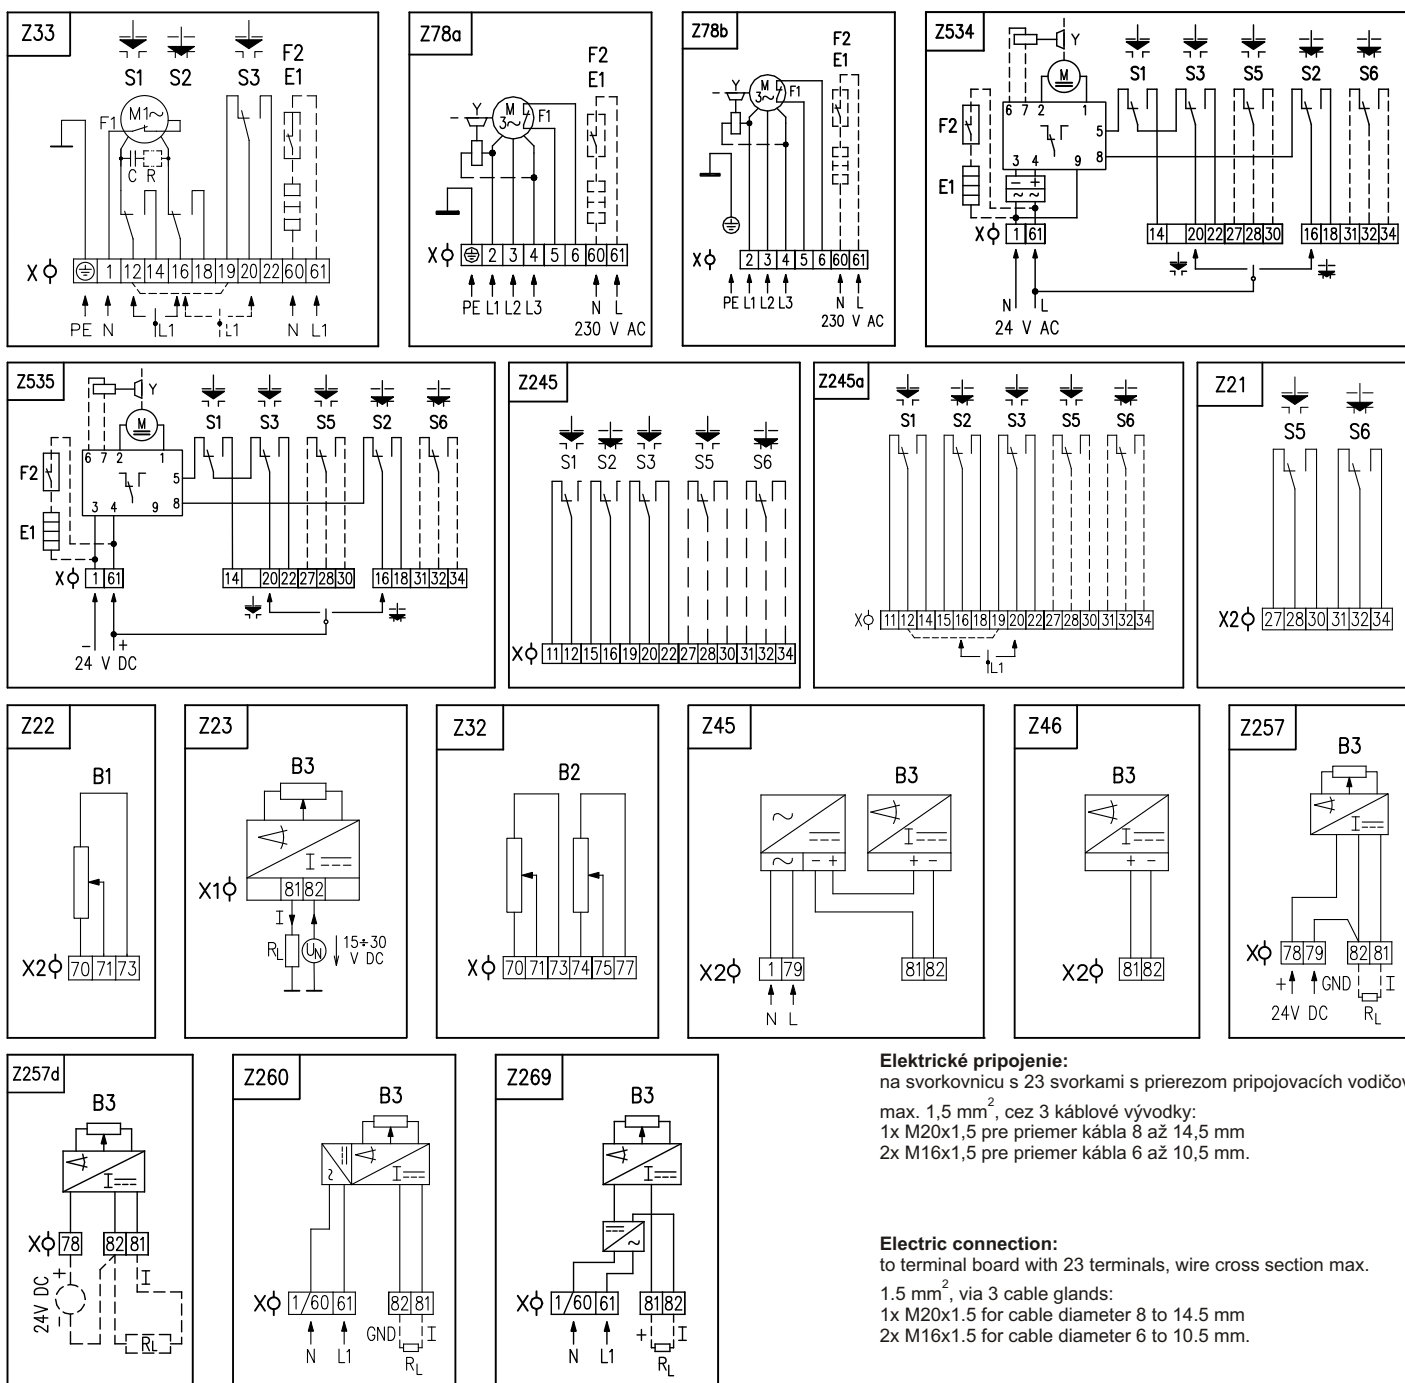 Z33
S1 S2 S3
F2
E1
M1~
F1
C R
X 1 12 14 16 18 19 20 22 60 61
PE N L1 L1 N L1
Z78a
F2
E1
Y M 3~ F1
X 2 3 4 5 6 60 61
PE L1 L2 L3 N L
230 V AC
Z78b
F2
E1
Y M 3~ F1
X 2 3 4 5 6 60 61
PE L1 L2 L3 N L
230 V AC
Z534
Y
M
S1 S3 S5 S2 S6
F2
6 7 2 1
5
8
3 4 9
E1
− +
~ ~
X 1 61 14 20 22 27 28 30 16 18 31 32 34
N L
24 V AC
Z535
Y
M
S1 S3 S5 S2 S6
F2
6 7 2 1
5
8
3 4 9
E1
X 1 61 14 20 22 27 28 30 16 18 31 32 34
− +
24 V DC
Z245
S1 S2 S3 S5 S6
X 11 12 15 16 19 20 22 27 28 30 31 32 34
Z245a
S1 S2 S3 S5 S6
X 11 12 14 15 16 18 19 20 22 27 28 30 31 32 34
L1
Z21
S5 S6
X2 27 28 30 31 32 34
Z22
B1
X2 70 71 73
Z23
B3
I
X1 81 82
I
RL UN 15÷30
V DC
Z32
B2
X 70 71 73 74 75 77
Z45
B3
~ I
~ − + + −
X2 1 79 81 82
N L
Z46
B3
I
+ −
X2 81 82
Z257
B3
I
X 78 79 82 81
+ GND I
24V DC RL
Z257d
B3
I
X 78 82 81
+ I
24V DC
−
RL
Z260
B3
~ I
X 1/60 61 82 81
GND I
N L1 RL
Z269
B3
I
~
X 1/60 61 81 82
+ I
N L1 RL
Elektrické pripojenie:
na svorkovnicu s 23 svorkami s prierezom pripojovacích vodičov
max. 1,5 mm2, cez 3 káblové vývodky:
1x M20x1,5 pre priemer kábla 8 až 14,5 mm
2x M16x1,5 pre priemer kábla 6 až 10,5 mm.
Electric connection:
to terminal board with 23 terminals, wire cross section max.
1.5 mm2, via 3 cable glands:
1x M20x1.5 for cable diameter 8 to 14.5 mm
2x M16x1.5 for cable diameter 6 to 10.5 mm.